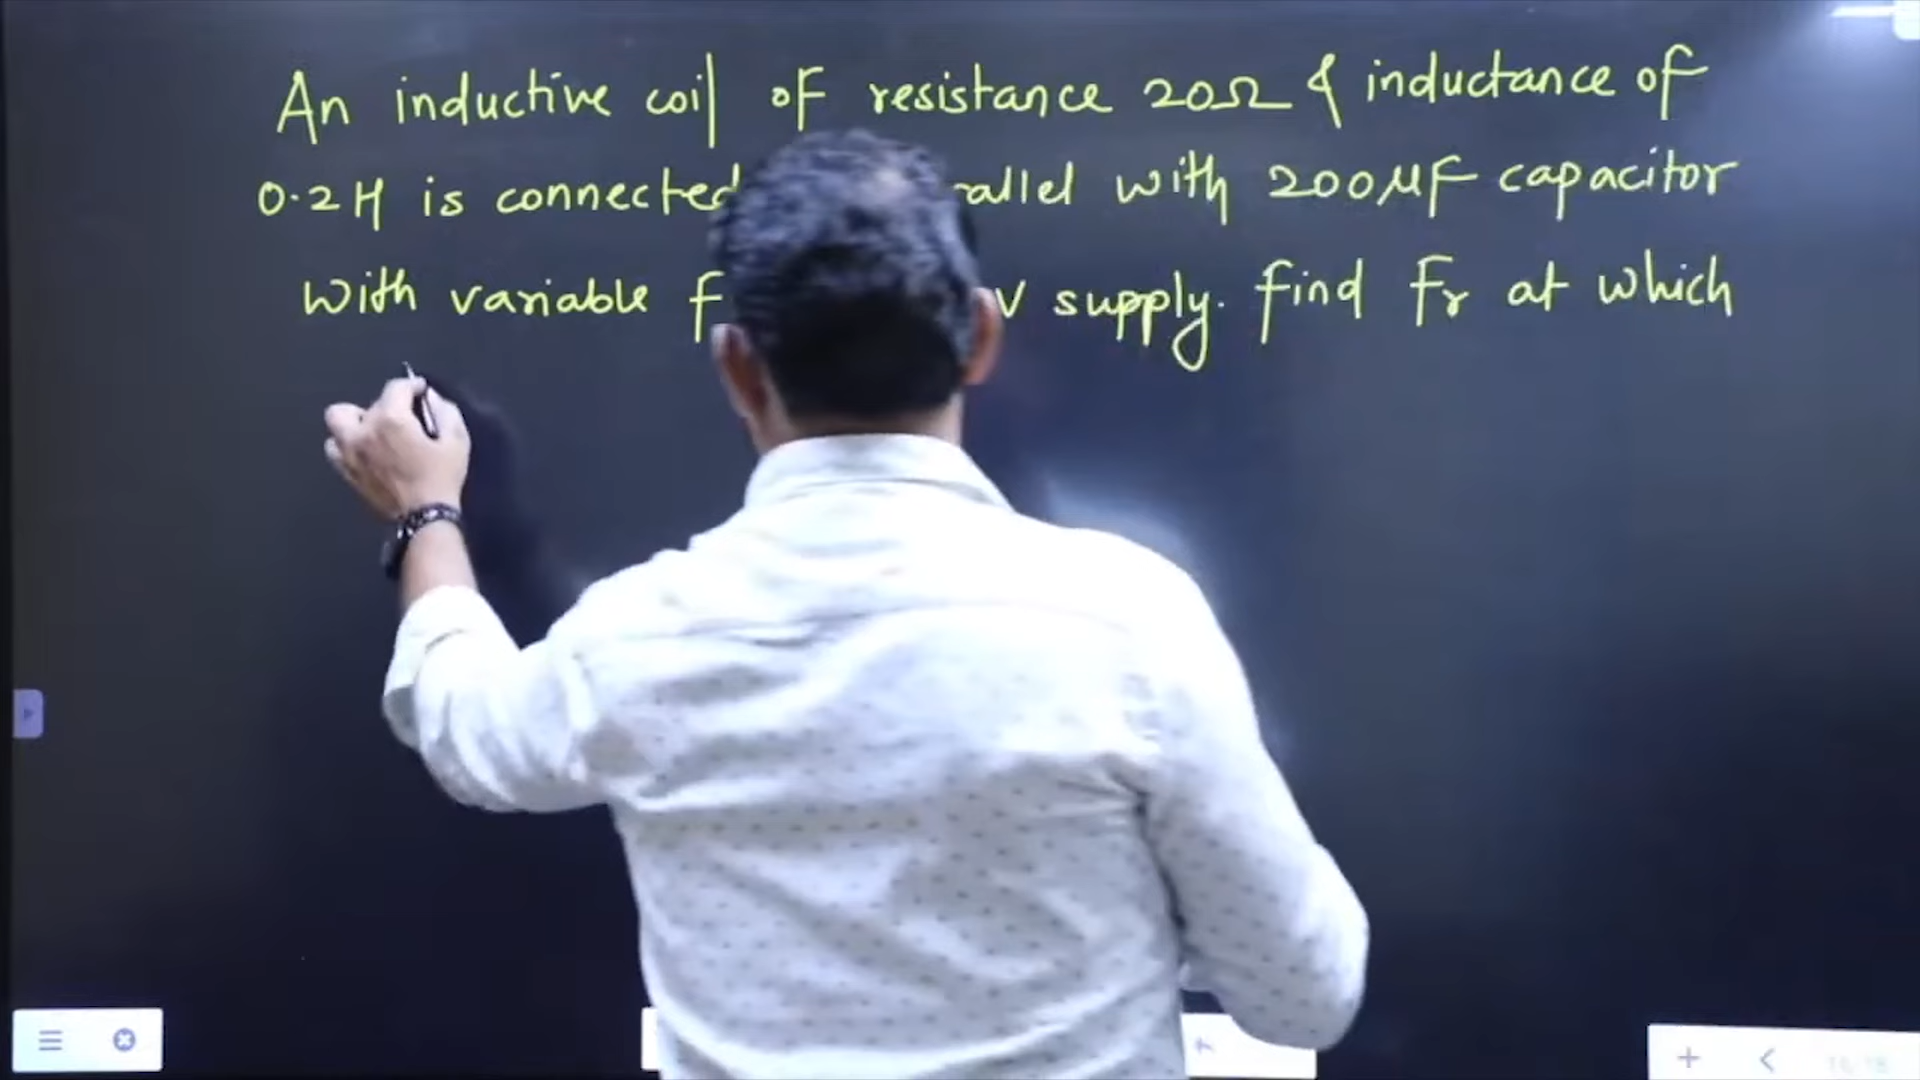 An inductive coil of resistance 20Ω & inductance of
0.2H is connected with 200μF capacitor
with variable V supply. find Fr at which